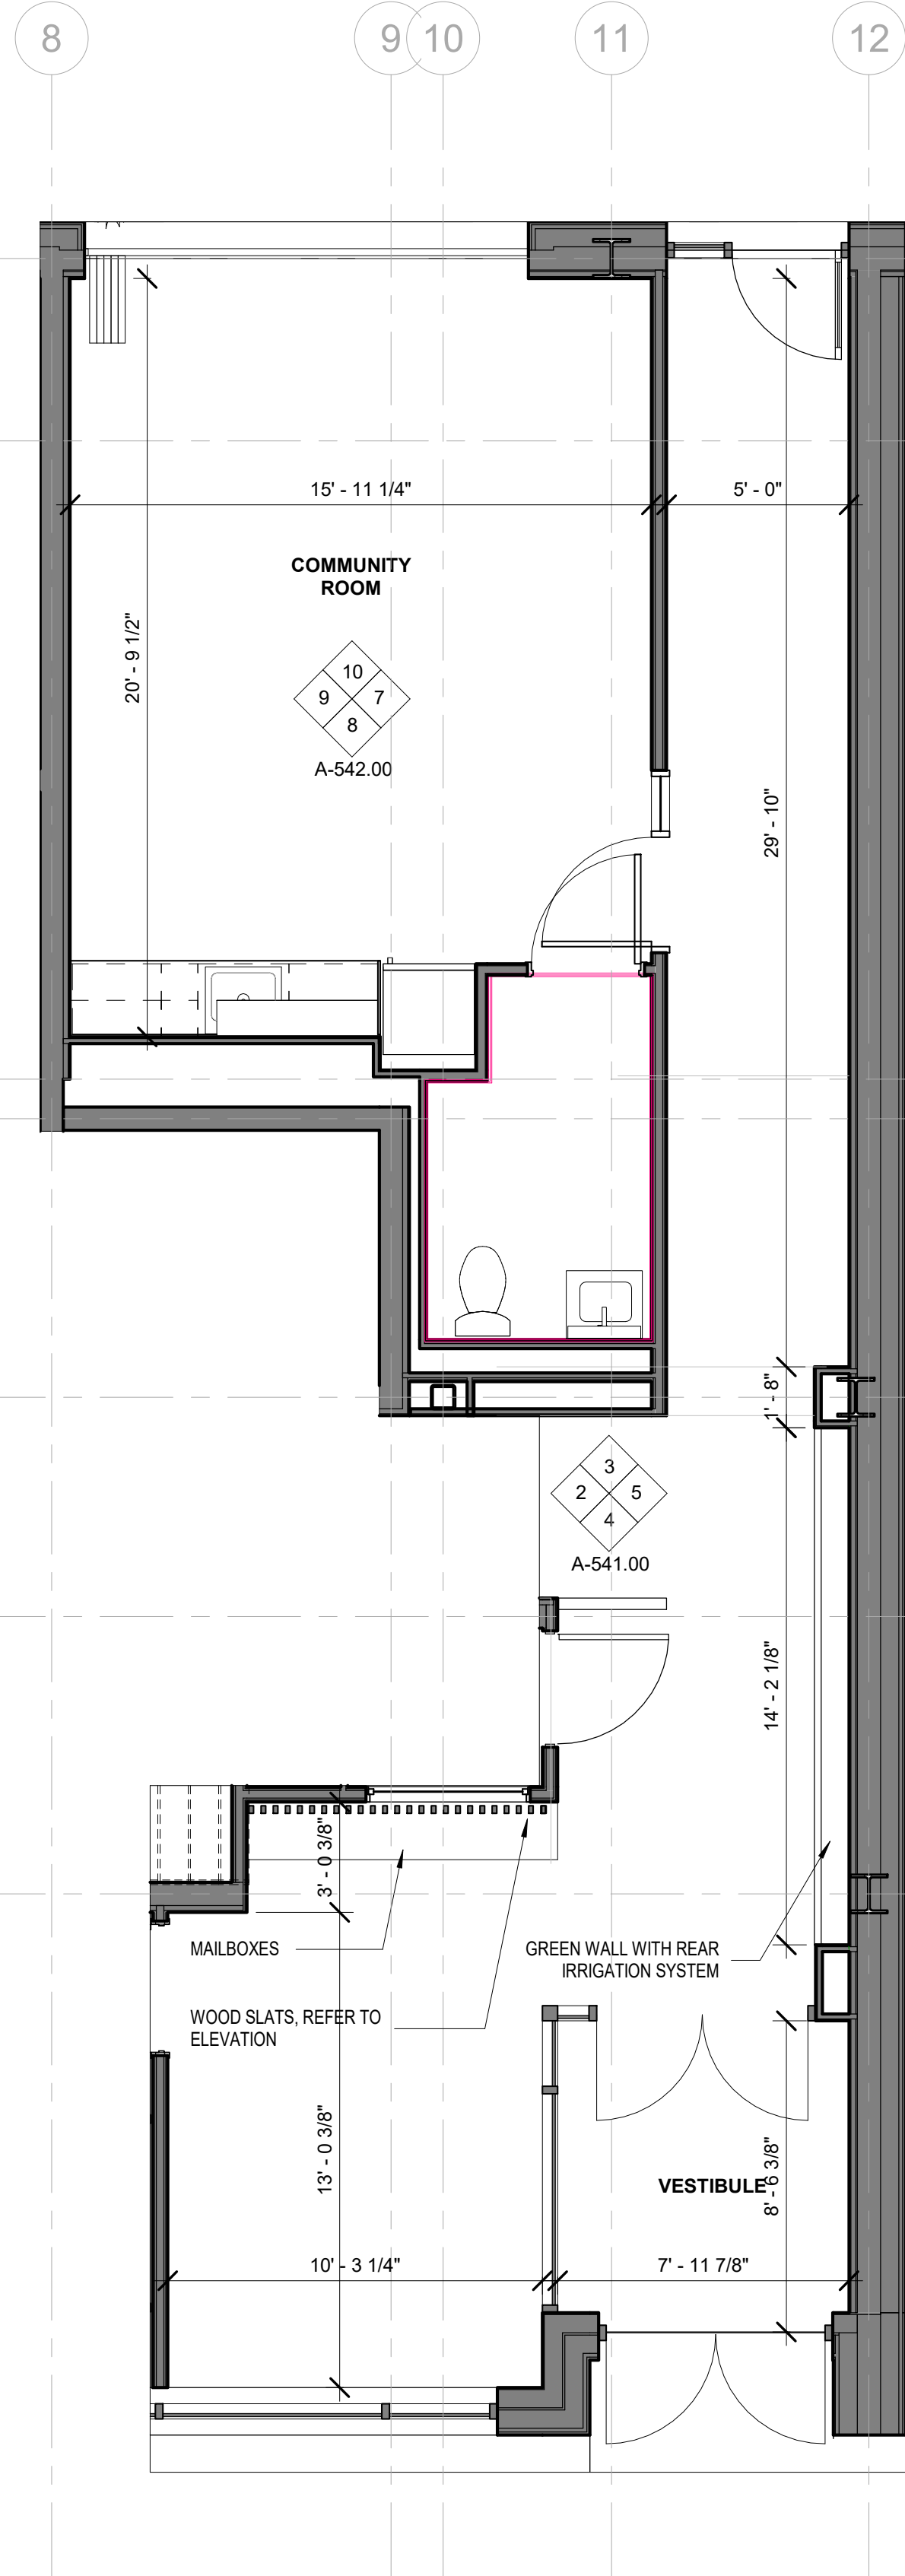 8
9
10
11
12
15' - 11 1/4"
5' - 0"
COMMUNITY
ROOM
20' - 9 1/2"
10
9
7
8
A-542.00
29' - 10"
1' - 8"
3
2
5
4
A-541.00
14' - 2 1/8"
3' - 0 3/8"
MAILBOXES
GREEN WALL WITH REAR
IRRIGATION SYSTEM
WOOD SLATS, REFER TO
ELEVATION
13' - 0 3/8"
VESTIBULE
8' - 6 3/8"
10' - 3 1/4"
7' - 11 7/8"